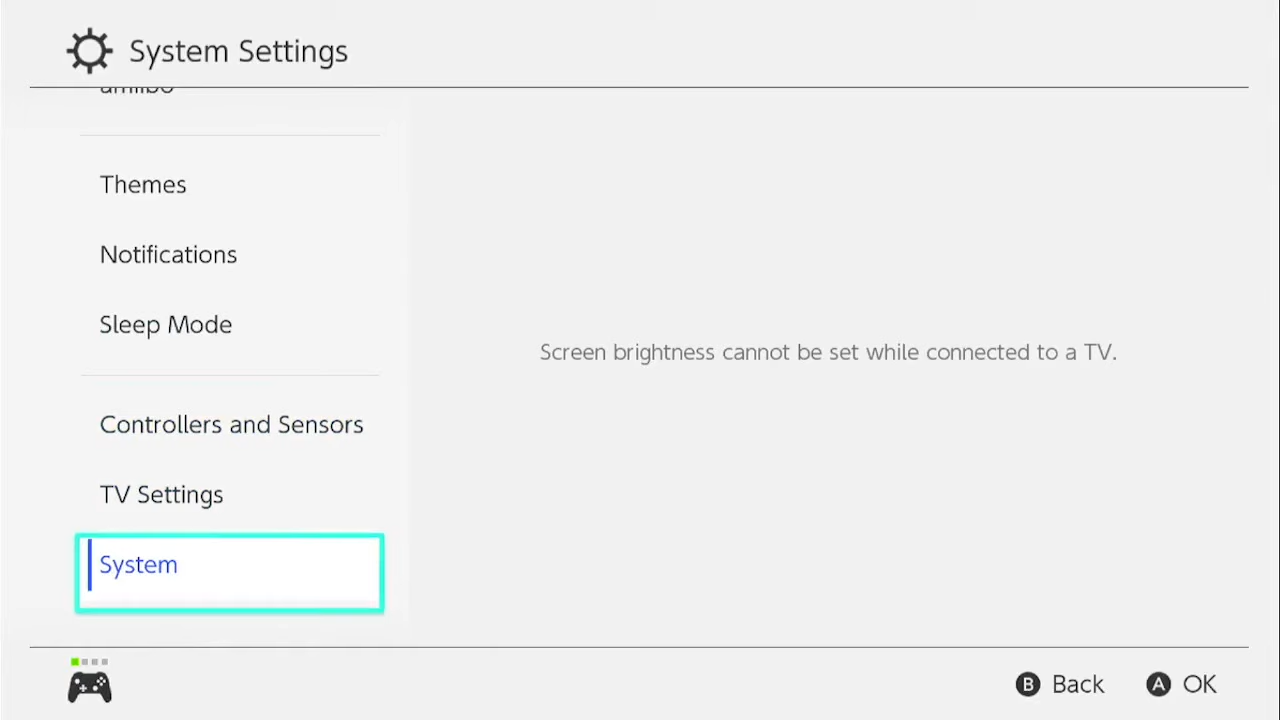 System Settings
amiibo
Themes
Notifications
Sleep Mode
Screen brightness cannot be set while connected to a TV.
Controllers and Sensors
TV Settings
System
B Back
A OK